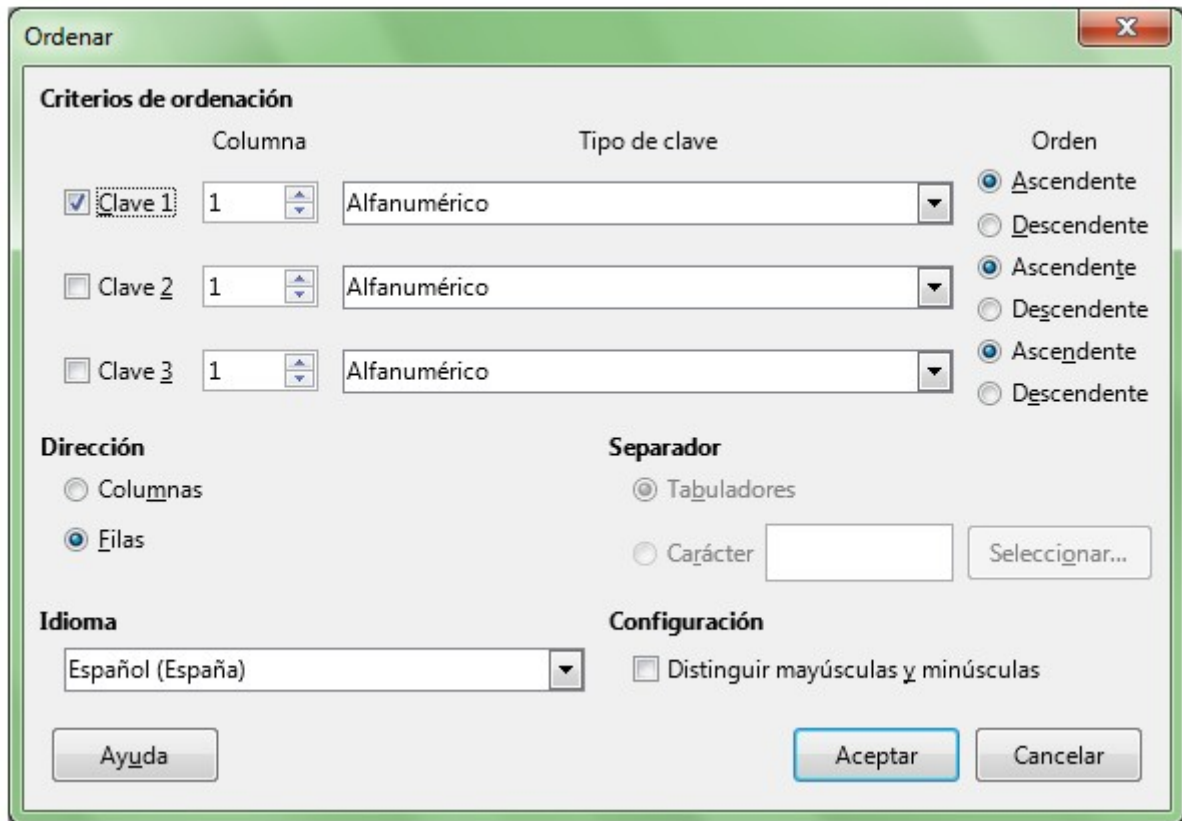 Ordenar
Criterios de ordenación
Columna Tipo de clave Orden
Clave 1 1 Alfanumérico Ascendente
Descendente
Clave 2 1 Alfanumérico Ascendente
Descendente
Clave 3 1 Alfanumérico Ascendente
Descendente
Dirección Separador
Columnas Tabuladores
Filas Carácter Seleccionar...
Idioma Configuración
Español (España) Distinguir mayúsculas y minúsculas
Ayuda Aceptar Cancelar